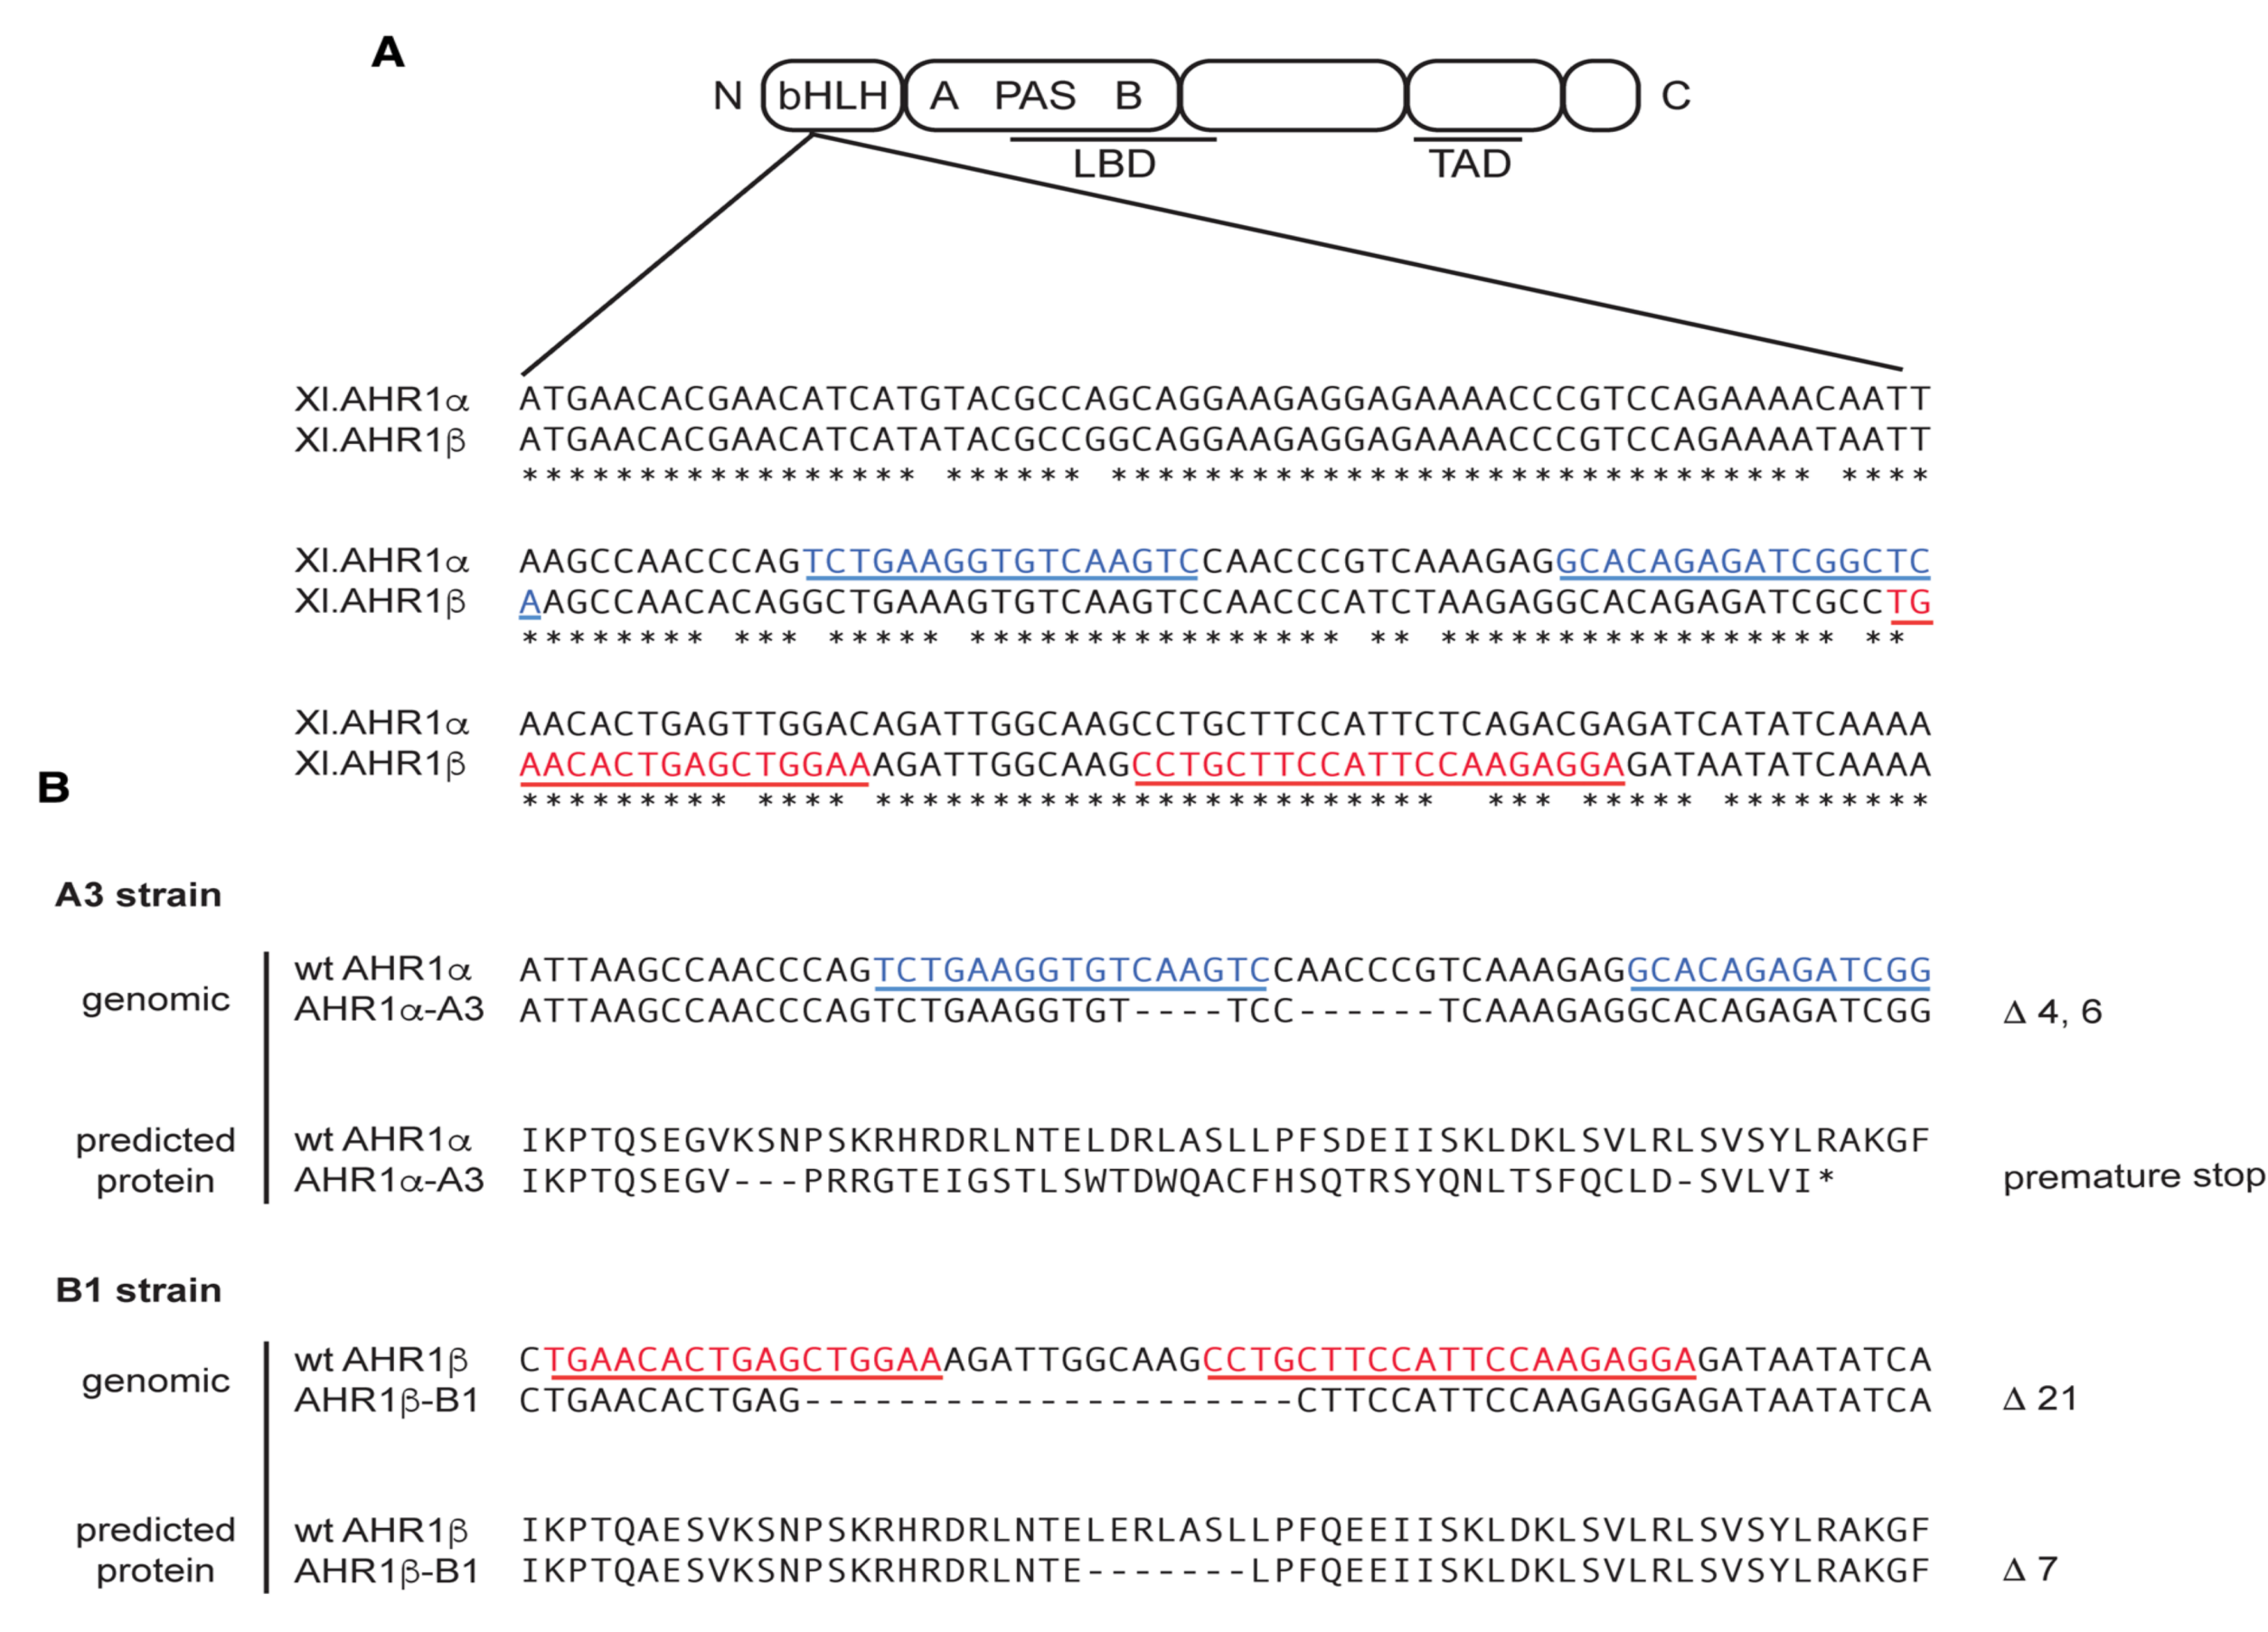 A
N bHLH A PAS B C
LBD TAD
Xl.AHR1α ATGAACACGAACATCATGTACGCCAGCAGGAAGAGGAGAAAACCCGTCCAGAAAACAATT
Xl.AHR1β ATGAACACGAACATCATATACGCCGGCAGGAAGAGGAGAAAACCCGTCCAGAAAATAATT
***************** ****** ****************************** ****
Xl.AHR1α AAGCCAACCCAGTCTGAAGGTGTCAAGTCCAACCCGTCAAAGAGGCACAGAGATCGGCTC
Xl.AHR1β AAGCCAACACAGGCTGAAAGTGTCAAGTCCAACCCATCTAAGAGGCACAGAGATCGCCTG
******** *** ***** **************** ** ***************** **
Xl.AHR1α AACACTGAGTTGGACAGATTGGCAAGCCTGCTTCCATTCTCAGACGAGATCATATCAAAA
Xl.AHR1β AACACTGAGCTGGAAAGATTGGCAAGCCTGCTTCCATTCCAAGAGGAGATAATATCAAAA
********* **** ************************ *** ***** *********
B
A3 strain
genomic
wt AHR1α ATTAAGCCAACCCAGTCTGAAGGTGTCAAGTCCAACCCGTCAAAGAGGCACAGAGATCGG
AHR1α-A3 ATTAAGCCAACCCAGTCTGAAGGTGT----TCC------TCAAAGAGGCACAGAGATCGG Δ 4, 6
predicted protein
wt AHR1α IKPTQSEGVKSNPSKRHRDRLNTELDRLASLLPFSDEIISKLDKLSVLRLSVSYLRAKGF
AHR1α-A3 IKPTQSEGV---PRRGTEIGSTLSWTDWQACFHSQTRSYQNLTSFQCLD-SVLVI* premature stop
B1 strain
genomic
wt AHR1β CTGAACACTGAGCTGGAAAGATTGGCAAGCCTGCTTCCATTCCAAGAGGAGATAATATCA
AHR1β-B1 CTGAACACTGAG---------------------CTTCCATTCCAAGAGGAGATAATATCA Δ 21
predicted protein
wt AHR1β IKPTQAESVKSNPSKRHRDRLNTELERLASLLPFQEEIISKLDKLSVLRLSVSYLRAKGF
AHR1β-B1 IKPTQAESVKSNPSKRHRDRLNTE-------LPFQEEIISKLDKLSVLRLSVSYLRAKGF Δ 7